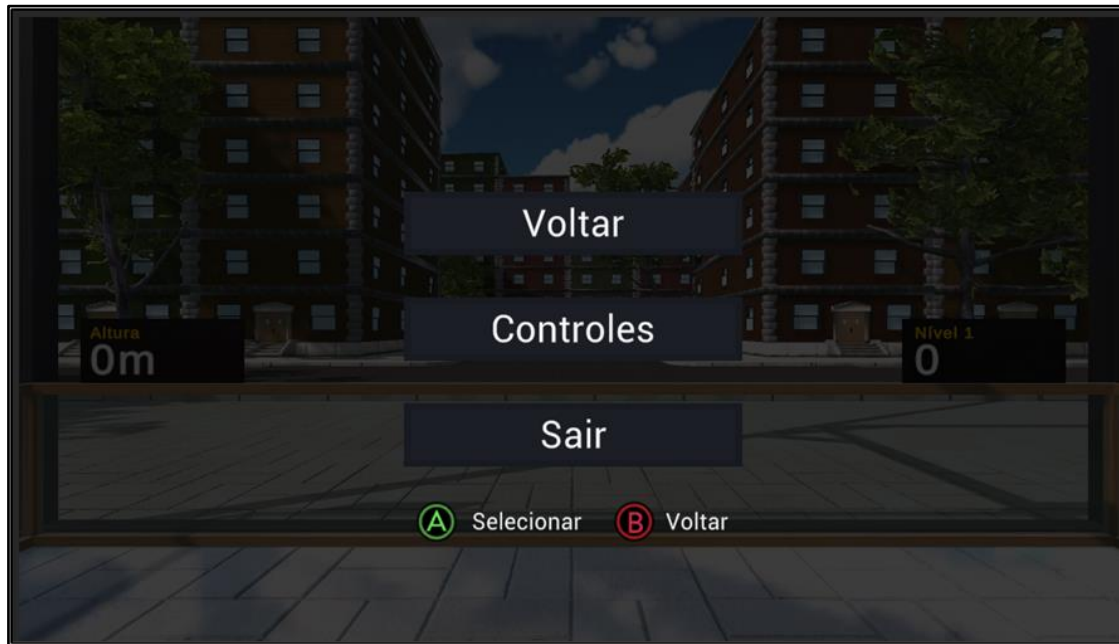 Voltar
Controles
Altura
0m
Nível 1
0
Sair
A Selecionar B Voltar